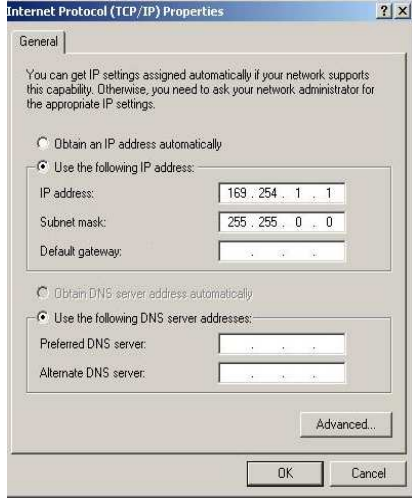 Internet Protocol (TCP/IP) Properties
General
You can get IP settings assigned automatically if your network supports
this capability. Otherwise, you need to ask your network administrator for
the appropriate IP settings.
Obtain an IP address automatically
Use the following IP address:
IP address: 169 . 254 . 1 . 1
Subnet mask: 255 . 255 . 0 . 0
Default gateway: . . .
Obtain DNS server address automatically
Use the following DNS server addresses:
Preferred DNS server: . . .
Alternate DNS server: . . .
Advanced...
OK Cancel